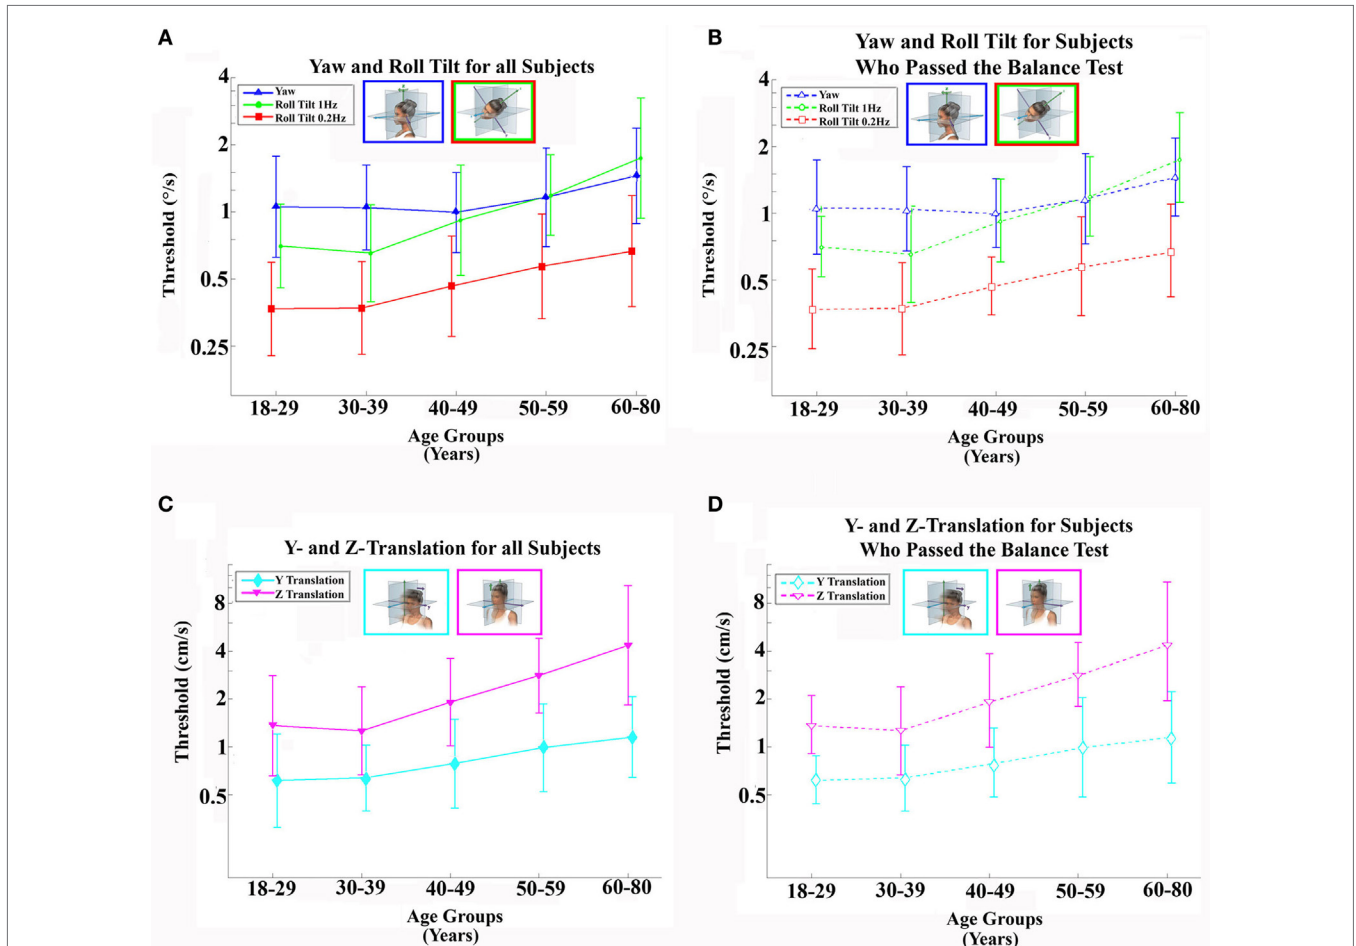 A
Yaw and Roll Tilt for all Subjects
Yaw
Roll Tilt 1Hz
Roll Tilt 0.2Hz
Threshold (°/s)
4
2
1
0.5
0.25
18-29 30-39 40-49 50-59 60-80
Age Groups
(Years)
B
Yaw and Roll Tilt for Subjects
Who Passed the Balance Test
Yaw
Roll Tilt 1Hz
Roll Tilt 0.2Hz
Threshold (°/s)
4
2
1
0.5
0.25
18-29 30-39 40-49 50-59 60-80
Age Groups
(Years)
C
Y- and Z-Translation for all Subjects
Y Translation
Z Translation
Threshold (cm/s)
8
4
2
1
0.5
18-29 30-39 40-49 50-59 60-80
Age Groups
(Years)
D
Y- and Z-Translation for Subjects
Who Passed the Balance Test
Y Translation
Z Translation
Threshold (cm/s)
8
4
2
1
0.5
18-29 30-39 40-49 50-59 60-80
Age Groups
(Years)